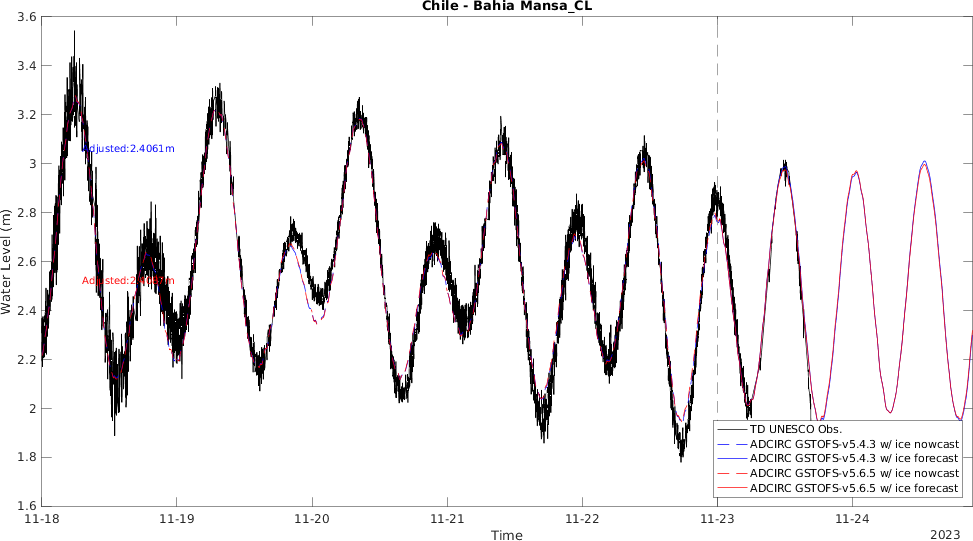 Chile - Bahia Mansa_CL
3.6
3.4
3.2
3
2.8
2.6
2.4
2.2
2
1.8
1.6
Water Level (m)
Adjusted:2.4061m
Adjusted:
TD UNESCO Obs.
ADCIRC GSTOFS-v5.4.3 w/ ice nowcast
ADCIRC GSTOFS-v5.4.3 w/ ice forecast
ADCIRC GSTOFS-v5.6.5 w/ ice nowcast
ADCIRC GSTOFS-v5.6.5 w/ ice forecast
11-18 11-19 11-20 11-21 11-22 11-23 11-24
Time
2023